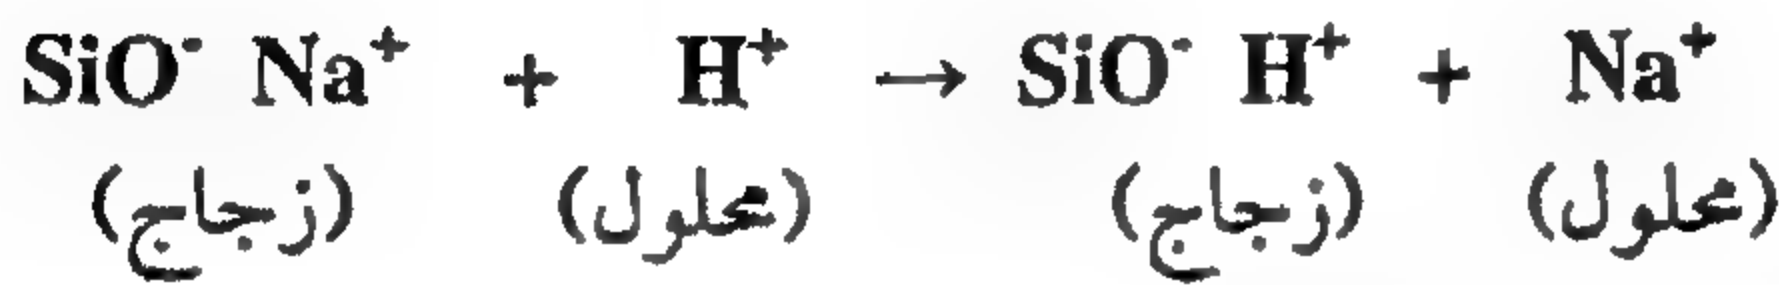 SiO⁻ Na⁺ + H⁺ → SiO⁻ H⁺ + Na⁺
(زجاج) (محلول) (زجاج) (محلول)